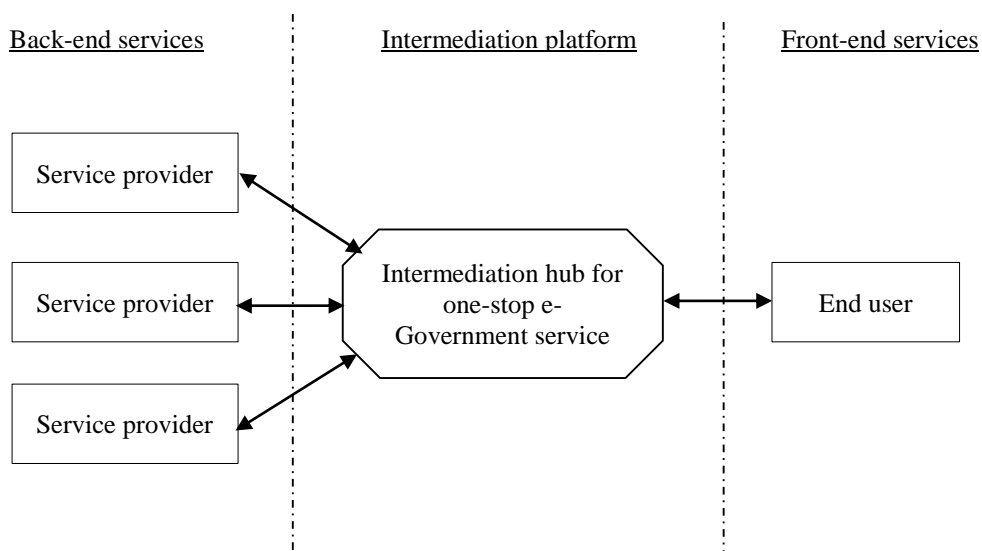 Back-end services
Intermediation platform
Front-end services
Service provider
Service provider
Service provider
Intermediation hub for
one-stop e-
Government service
End user